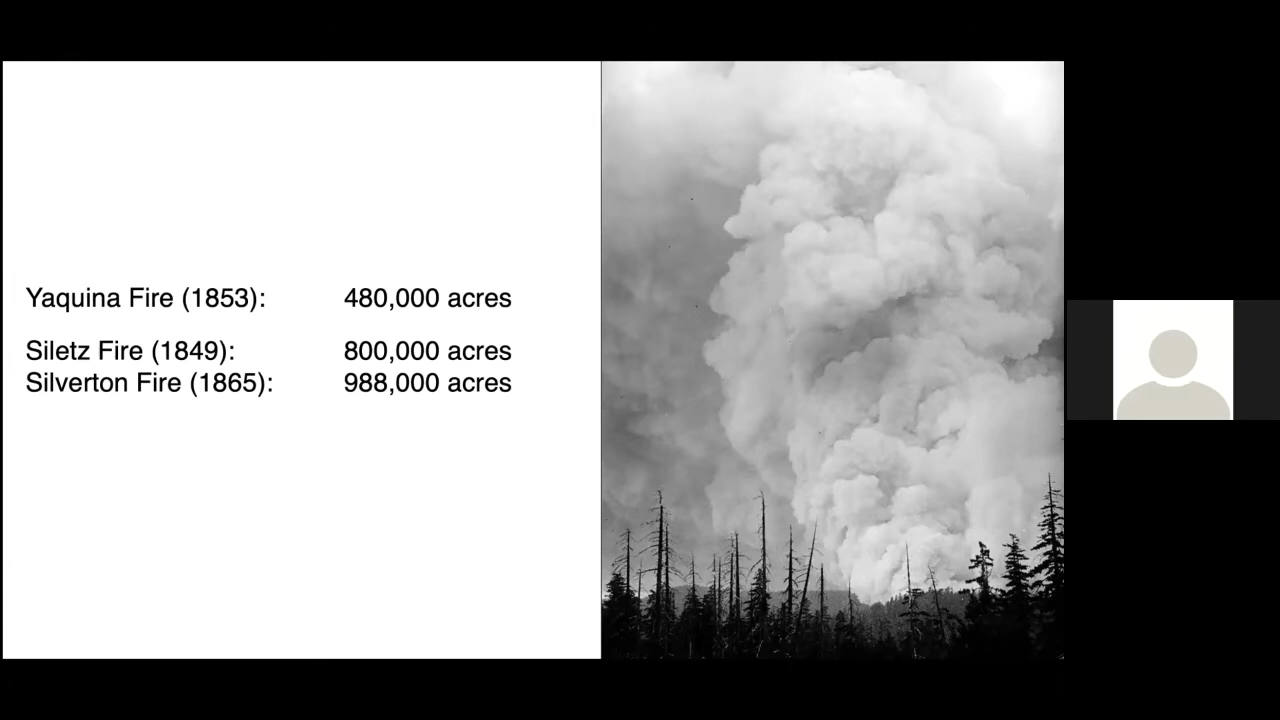 Yaquina Fire (1853): 480,000 acres
Siletz Fire (1849): 800,000 acres
Silverton Fire (1865): 988,000 acres